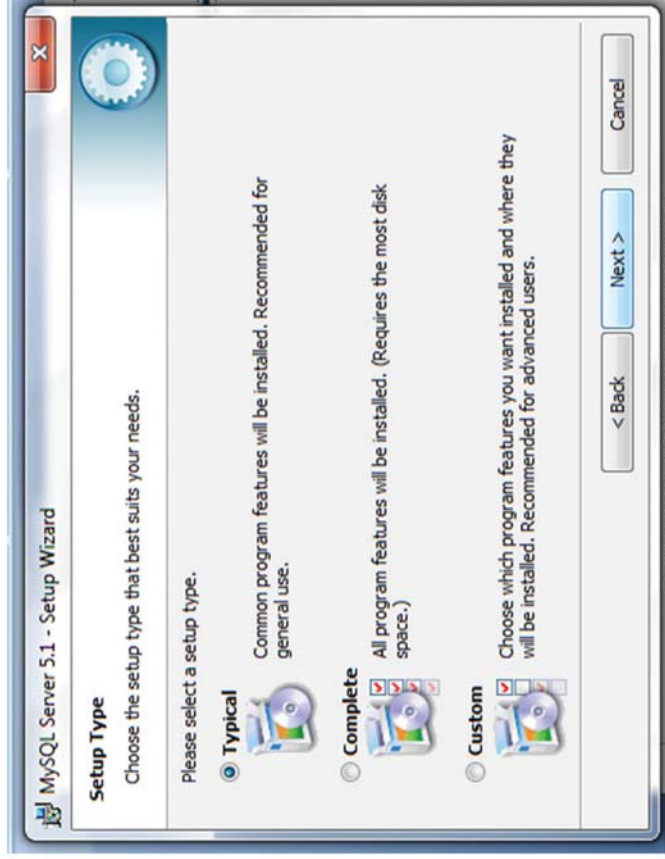 MySQL Server 5.1 - Setup Wizard
Setup Type
Choose the setup type that best suits your needs.
Please select a setup type.
Typical
Common program features will be installed. Recommended for
general use.
Complete
All program features will be installed. (Requires the most disk
space.)
Custom
Choose which program features you want installed and where they
will be installed. Recommended for advanced users.
< Back
Next >
Cancel